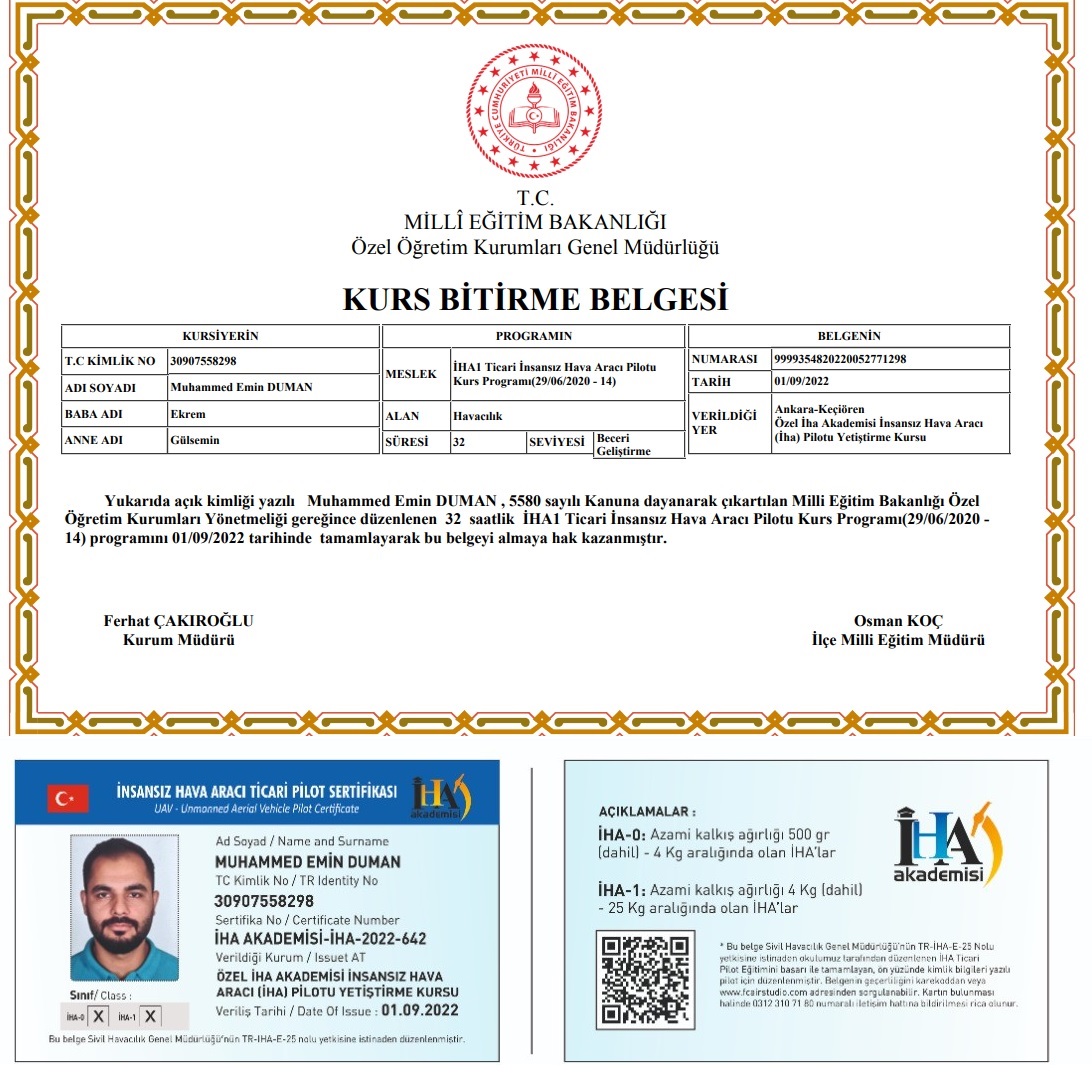 TÜRKİYE CUMHURİYETİ MİLLÎ EĞİTİM BAKANLIĞI
T.C.
MİLLÎ EĞİTİM BAKANLIĞI
Özel Öğretim Kurumları Genel Müdürlüğü
KURS BİTİRME BELGESİ
KURSİYERİN
T.C KİMLİK NO 30907558298
ADI SOYADI Muhammed Emin DUMAN
BABA ADI Ekrem
ANNE ADI Gülsemin
PROGRAMIN
MESLEK İHA1 Ticari İnsansız Hava Aracı Pilotu
Kurs Programı(29/06/2020 - 14)
ALAN Havacılık
SÜRESİ 32 SEVİYESİ Beceri
Geliştirme
BELGENİN
NUMARASI 9999354820220052771298
TARİH 01/09/2022
VERİLDİĞİ
YER
Ankara-Keçiören
Özel İha Akademisi İnsansız Hava Aracı
(İha) Pilotu Yetiştirme Kursu
Yukarıda açık kimliği yazılı Muhammed Emin DUMAN , 5580 sayılı Kanuna dayanarak çıkartılan Milli Eğitim Bakanlığı Özel
Öğretim Kurumları Yönetmeliği gereğince düzenlenen 32 saatlik İHA1 Ticari İnsansız Hava Aracı Pilotu Kurs Programı(29/06/2020 -
14) programını 01/09/2022 tarihinde tamamlayarak bu belgeyi almaya hak kazanmıştır.
Ferhat ÇAKIROĞLU
Kurum Müdürü
Osman KOÇ
İlçe Milli Eğitim Müdürü
İNSANSIZ HAVA ARACI TİCARİ PİLOT SERTİFİKASI
UAV - Unmanned Aerial Vehicle Pilot Certificate
İHA
akademisi
Ad Soyad / Name and Surname
MUHAMMED EMIN DUMAN
TC Kimlik No / TR Identity No
30907558298
Sertifika No / Certificate Number
İHA AKADEMİSİ-İHA-2022-642
Verildiği Kurum / Issuet AT
ÖZEL İHA AKADEMİSİ İNSANSIZ HAVA
ARACI (İHA) PİLOTU YETİŞTİRME KURSU
Veriliş Tarihi / Date Of Issue : 01.09.2022
Sınıf/ Class :
İHA-0 X İHA-1 X
Bu belge Sivil Havacılık Genel Müdürlüğü'nün TR-IHA-E-25 nolu yetkisine istinaden düzenlenmiştir.
AÇIKLAMALAR :
İHA-0: Azami kalkış ağırlığı 500 gr
(dahil) - 4 Kg aralığında olan İHA'lar
İHA-1: Azami kalkış ağırlığı 4 Kg (dahil)
- 25 Kg aralığında olan İHA'lar
İHA
akademisi
* Bu belge Sivil Havacılık Genel Müdürlüğü'nün TR-İHA-E-25 Nolu
yetkisine istinaden okulumuz tarafından düzenlenen İHA Ticari
Pilot Eğitimini basarı ile tamamlayan, ön yüzünde kimlik bilgileri yazılı
pilot için düzenlenmiştir. Belgenin geçerliliğini karekoddan veya
www.fcairstudio.com adresinden sorgulanabilir. Kartın bulunması
halinde 0312 310 71 80 numaralı iletişim hattına bildirilmesi rica olunur.